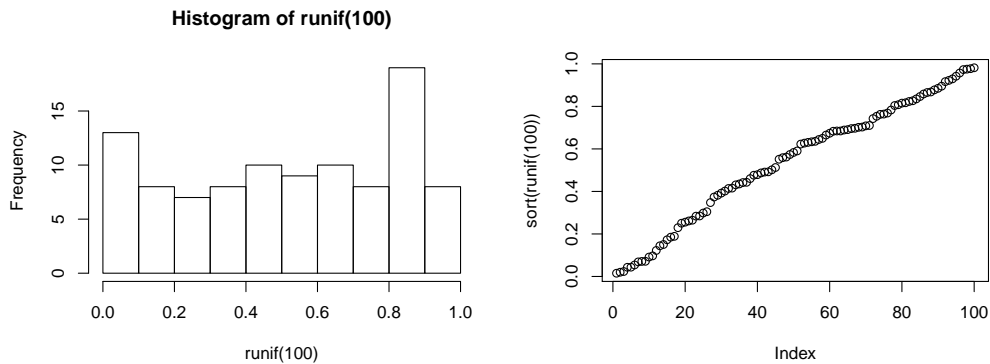 Histogram of runif(100)
Frequency
0 5 10 15
0.0 0.2 0.4 0.6 0.8 1.0
runif(100)
sort(runif(100))
0.0 0.2 0.4 0.6 0.8 1.0
0 20 40 60 80 100
Index